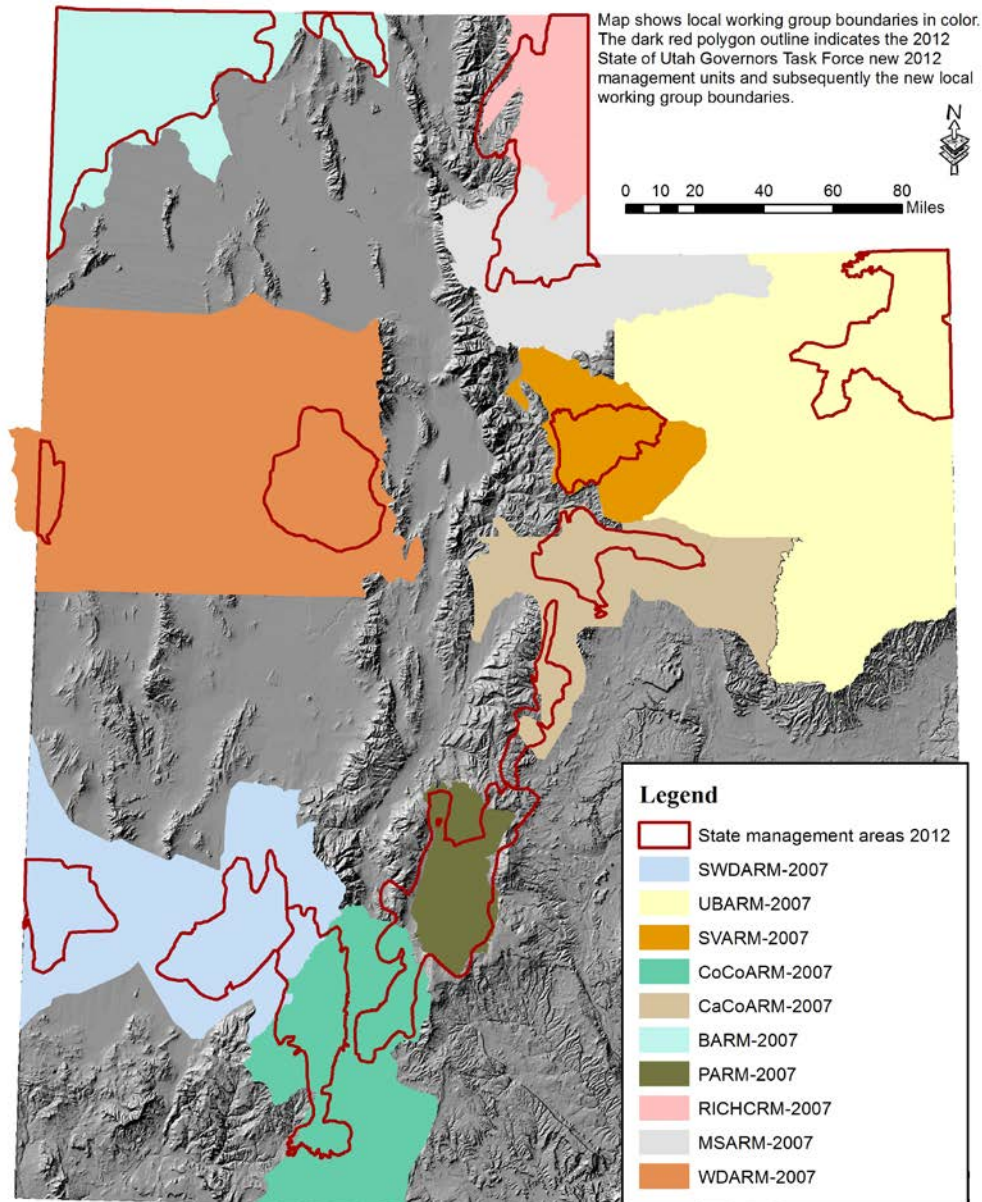 Map shows local working group boundaries in color.
The dark red polygon outline indicates the 2012
State of Utah Governors Task Force new 2012
management units and subsequently the new local
working group boundaries.
N
0 10 20 40 60 80
Miles
Legend
State management areas 2012
SWDARM-2007
UBARM-2007
SVARM-2007
CoCoARM-2007
CaCoARM-2007
BARM-2007
PARM-2007
RICHCRM-2007
MSARM-2007
WDARM-2007